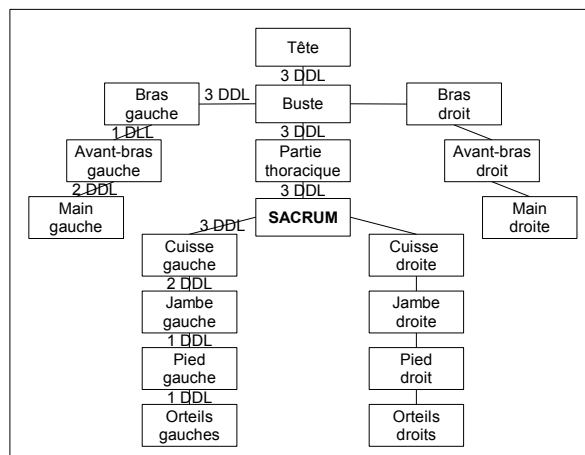 Tête
3 DDL
Bras
gauche
3 DDL
Buste
Bras
droit
1 DLL
3 DDL
Avant-bras
gauche
Partie
thoracique
Avant-bras
droit
2 DDL
3 DDL
Main
gauche
SACRUM
Main
droite
3 DDL
Cuisse
gauche
Cuisse
droite
2 DDL
Jambe
gauche
Jambe
droite
1 DDL
Pied
gauche
Pied
droit
1 DDL
Orteils
gauches
Orteils
droits